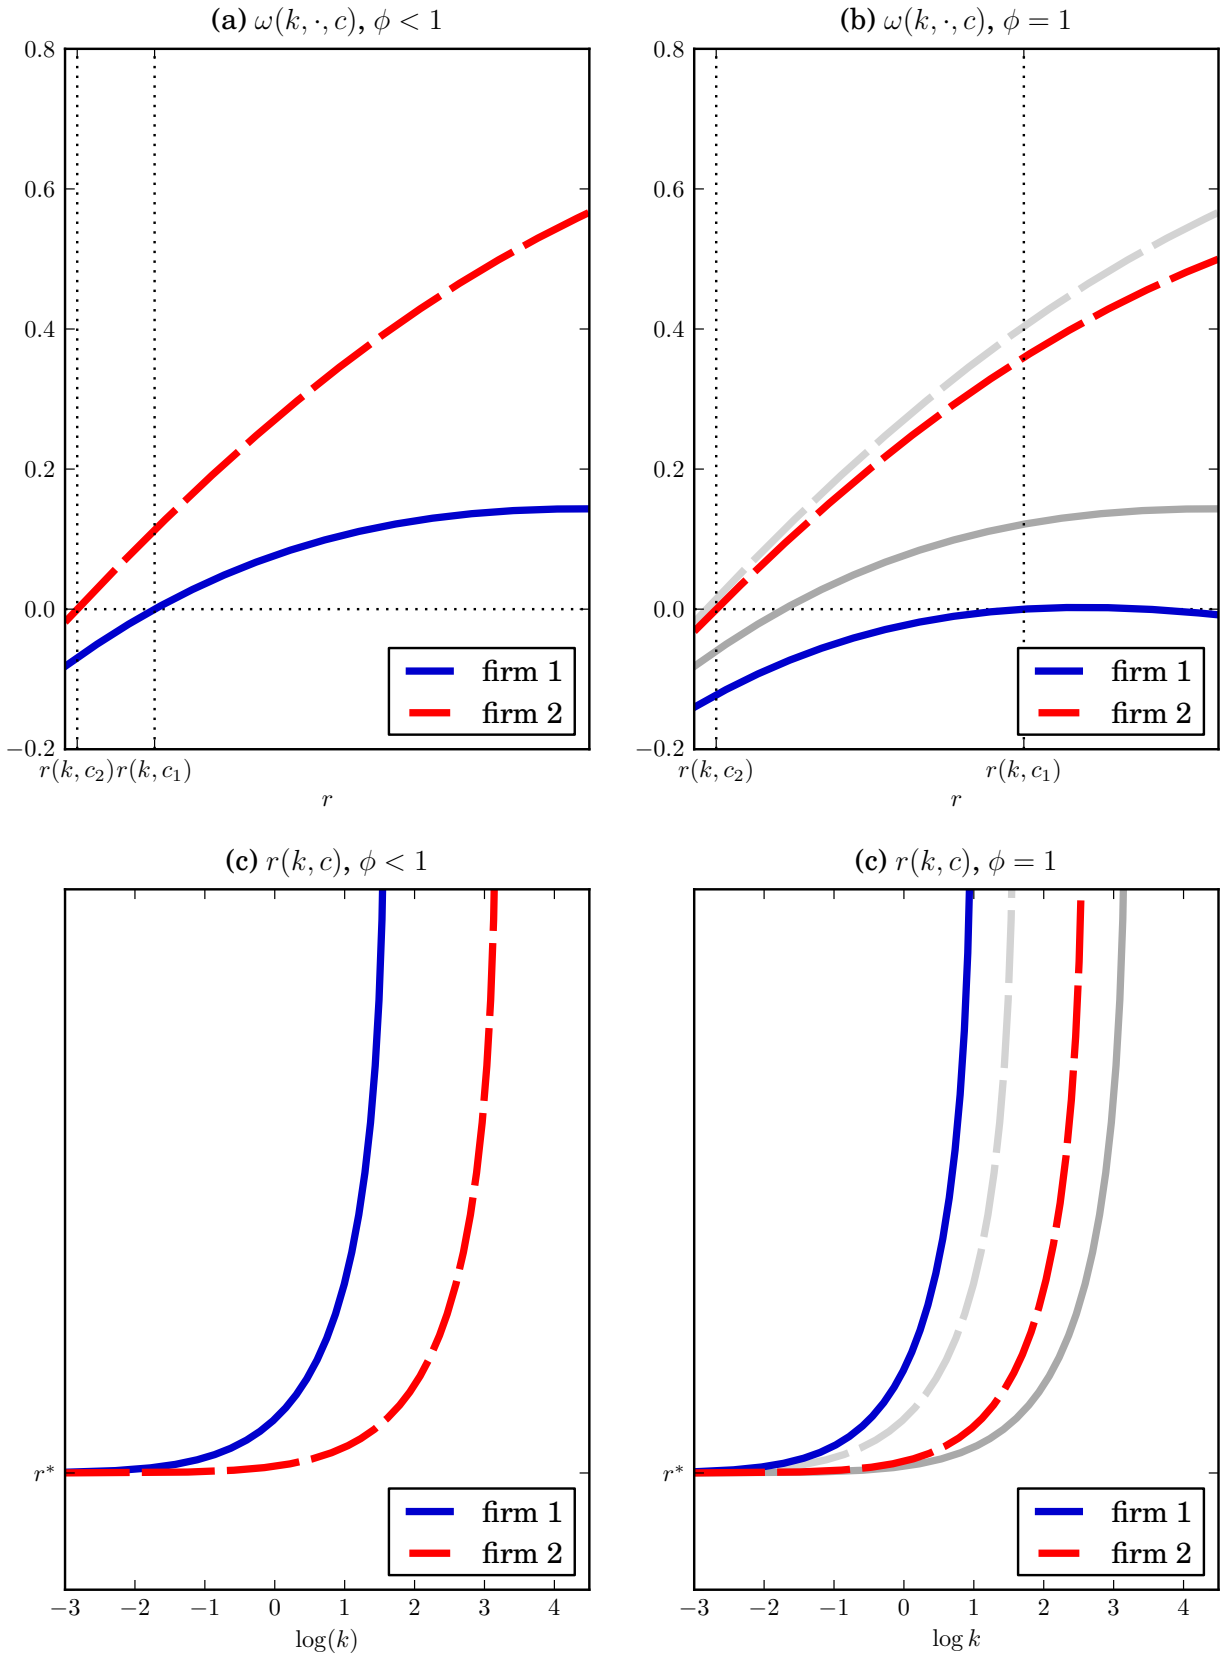 (a) ω(k, ·, c), ϕ < 1
0.8
0.6
0.4
0.2
0.0
−0.2
firm 1
firm 2
r(k, c₂) r(k, c₁)
r
(b) ω(k, ·, c), ϕ = 1
0.8
0.6
0.4
0.2
0.0
−0.2
firm 1
firm 2
r(k, c₂) r(k, c₁)
r
(c) r(k, c), ϕ < 1
r*
firm 1
firm 2
−3 −2 −1 0 1 2 3 4
log(k)
(c) r(k, c), ϕ = 1
r*
firm 1
firm 2
−3 −2 −1 0 1 2 3 4
log k